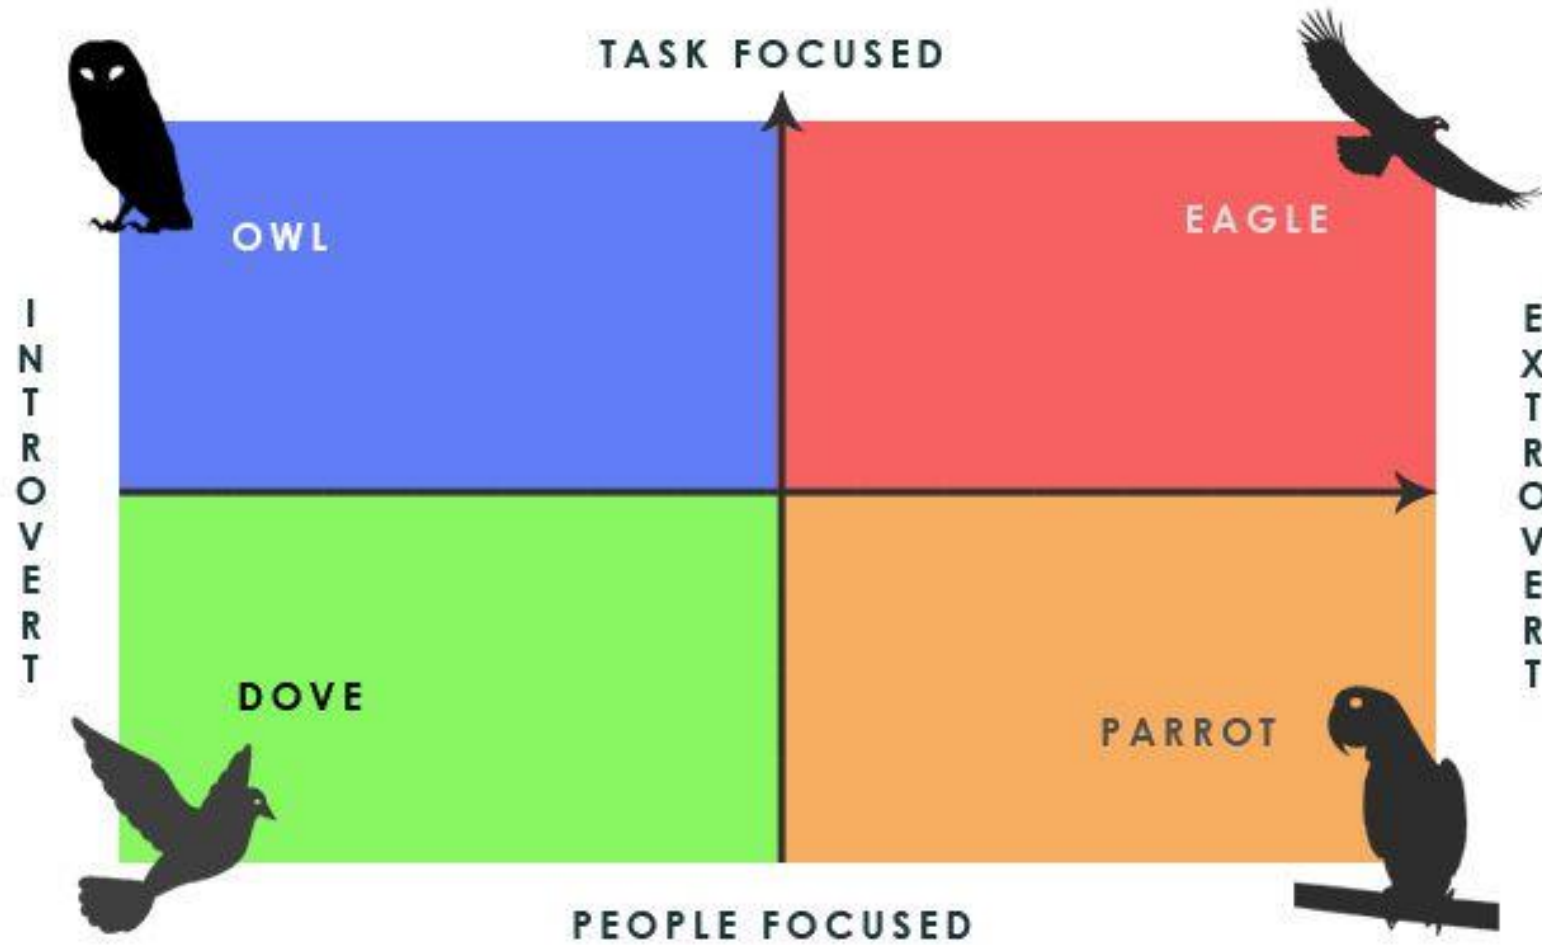 TASK FOCUSED
OWL
EAGLE
INTROVERT
EXTROVERT
DOVE
PARROT
PEOPLE FOCUSED